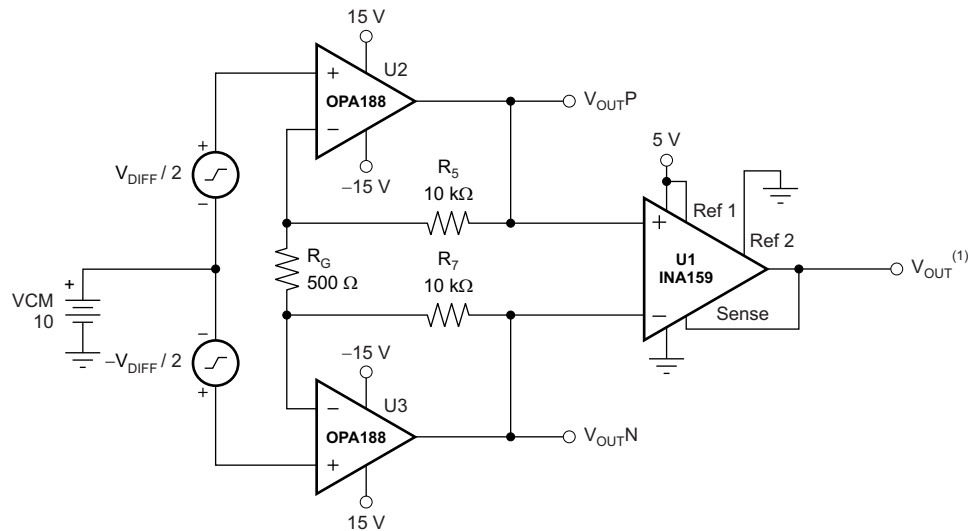 15 V
+
U2
OPA188
−
−15 V
V_OUT P
+
V_DIFF / 2
−
R_5
10 kΩ
5 V
Ref 1
Ref 2
+
U1
INA159
−
Sense
V_OUT (1)
R_G
500 Ω
R_7
10 kΩ
+
VCM
10
−
−V_DIFF / 2
+
−15 V
−
U3
OPA188
+
15 V
V_OUT N